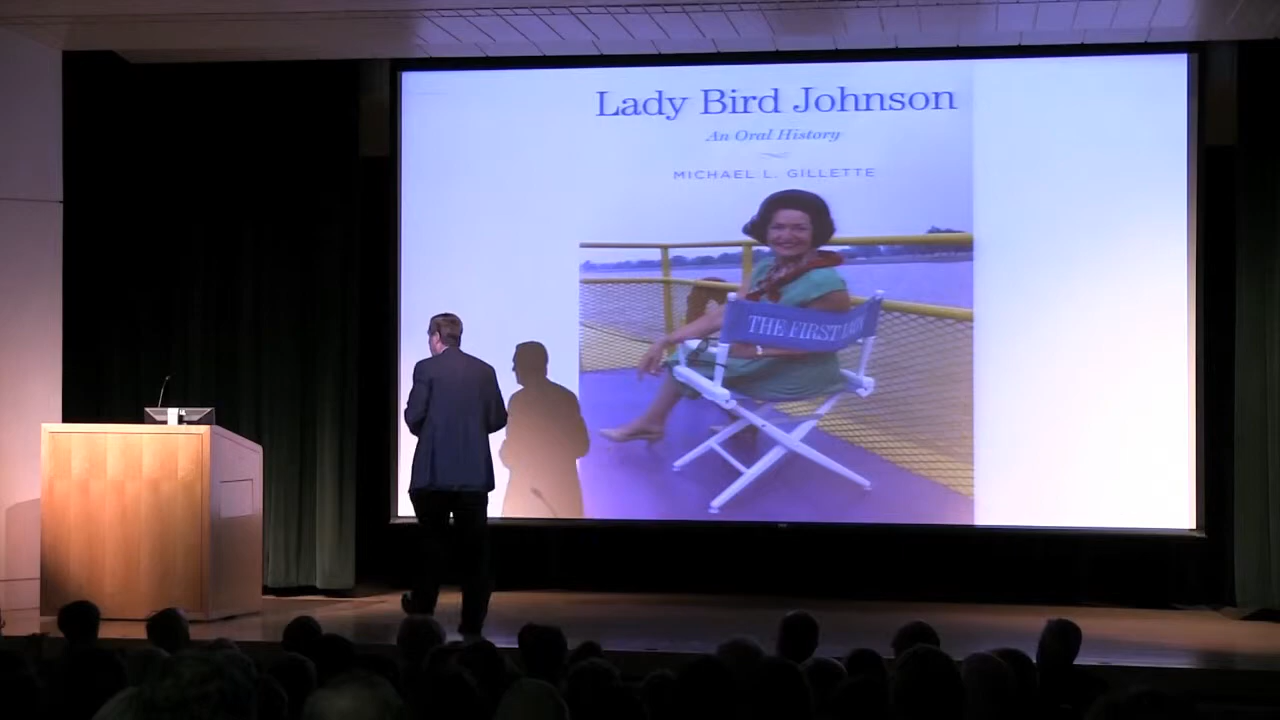 Lady Bird Johnson
An Oral History
MICHAEL L. GILLETTE
THE FIRST